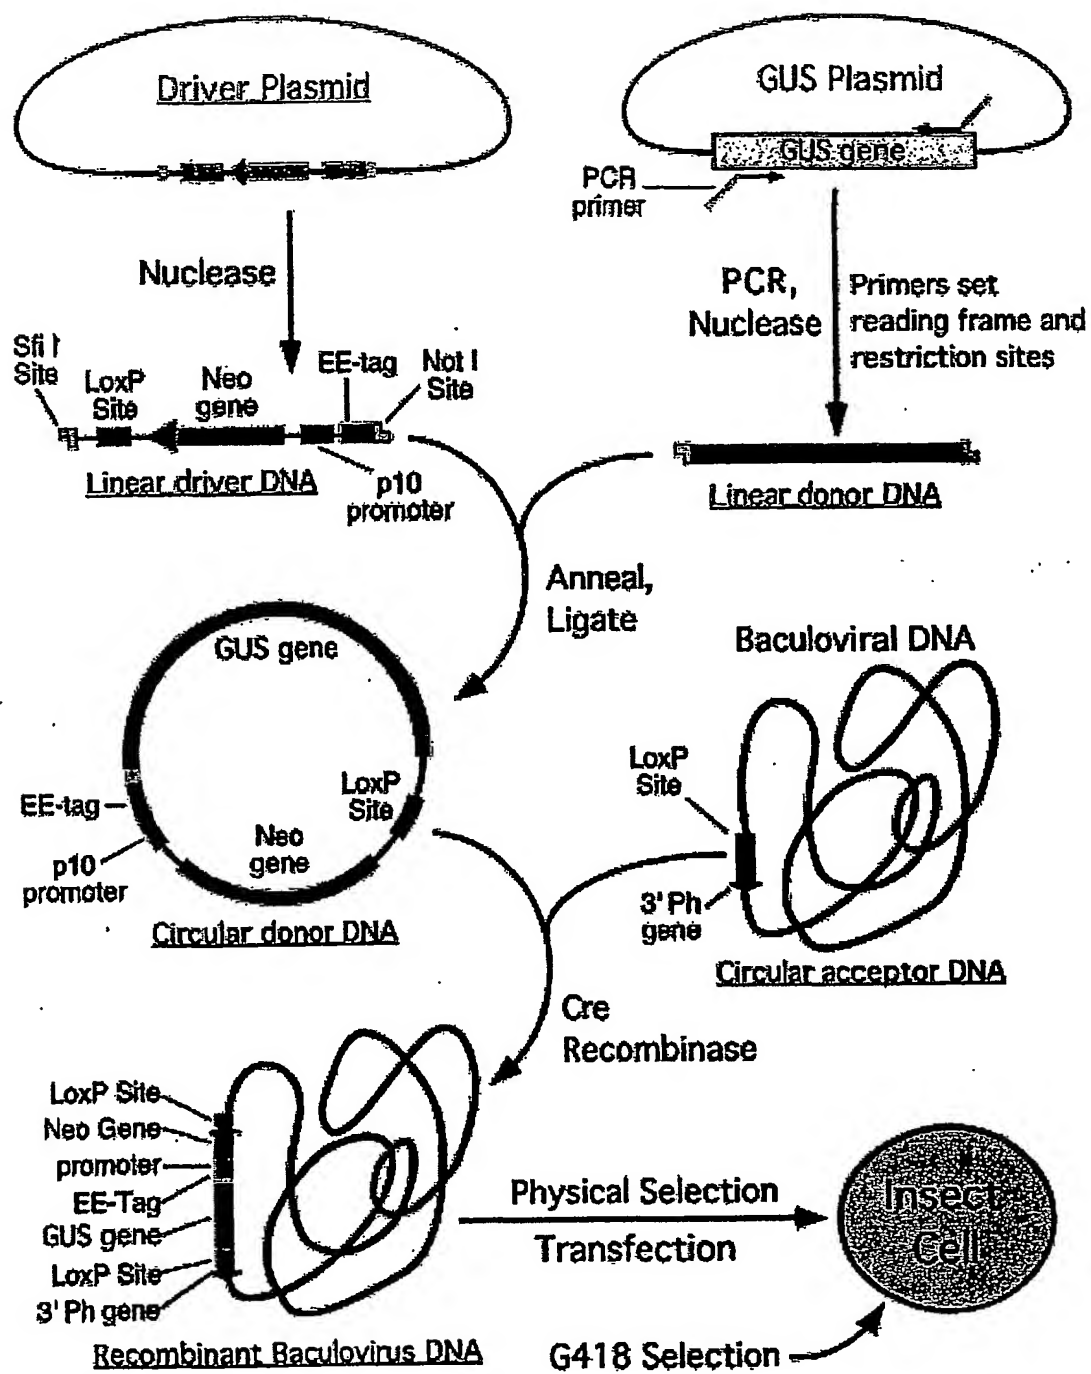 Driver Plasmid
GUS Plasmid
GUS gene
PCR
primer
Nuclease
PCR,
Nuclease
Primers set
reading frame and
restriction sites
Sfi I
Site
LoxP
Site
Neo
gene
EE-tag
Not I
Site
Linear driver DNA
p10
promoter
Linear donor DNA
Anneal,
Ligate
GUS gene
Baculoviral DNA
LoxP
Site
LoxP
Site
EE-tag
Neo
gene
p10
promoter
3' Ph
gene
Circular donor DNA
Circular acceptor DNA
Cre
Recombinase
LoxP Site
Neo Gene
promoter
EE-Tag
GUS gene
LoxP Site
3' Ph gene
Physical Selection
Transfection
Insect
Cell
Recombinant Baculovirus DNA
G418 Selection